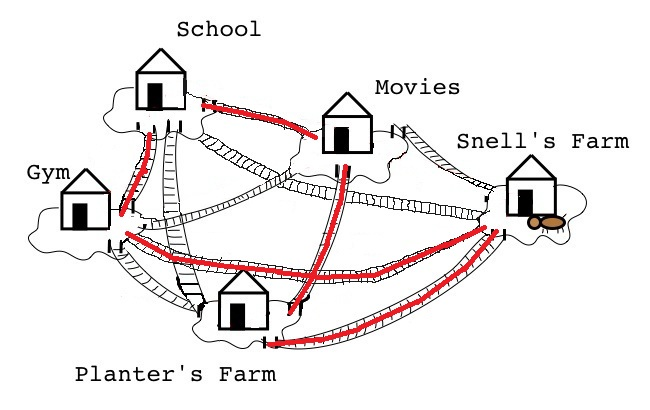 School
Movies
Snell's Farm
Gym
Planter's Farm